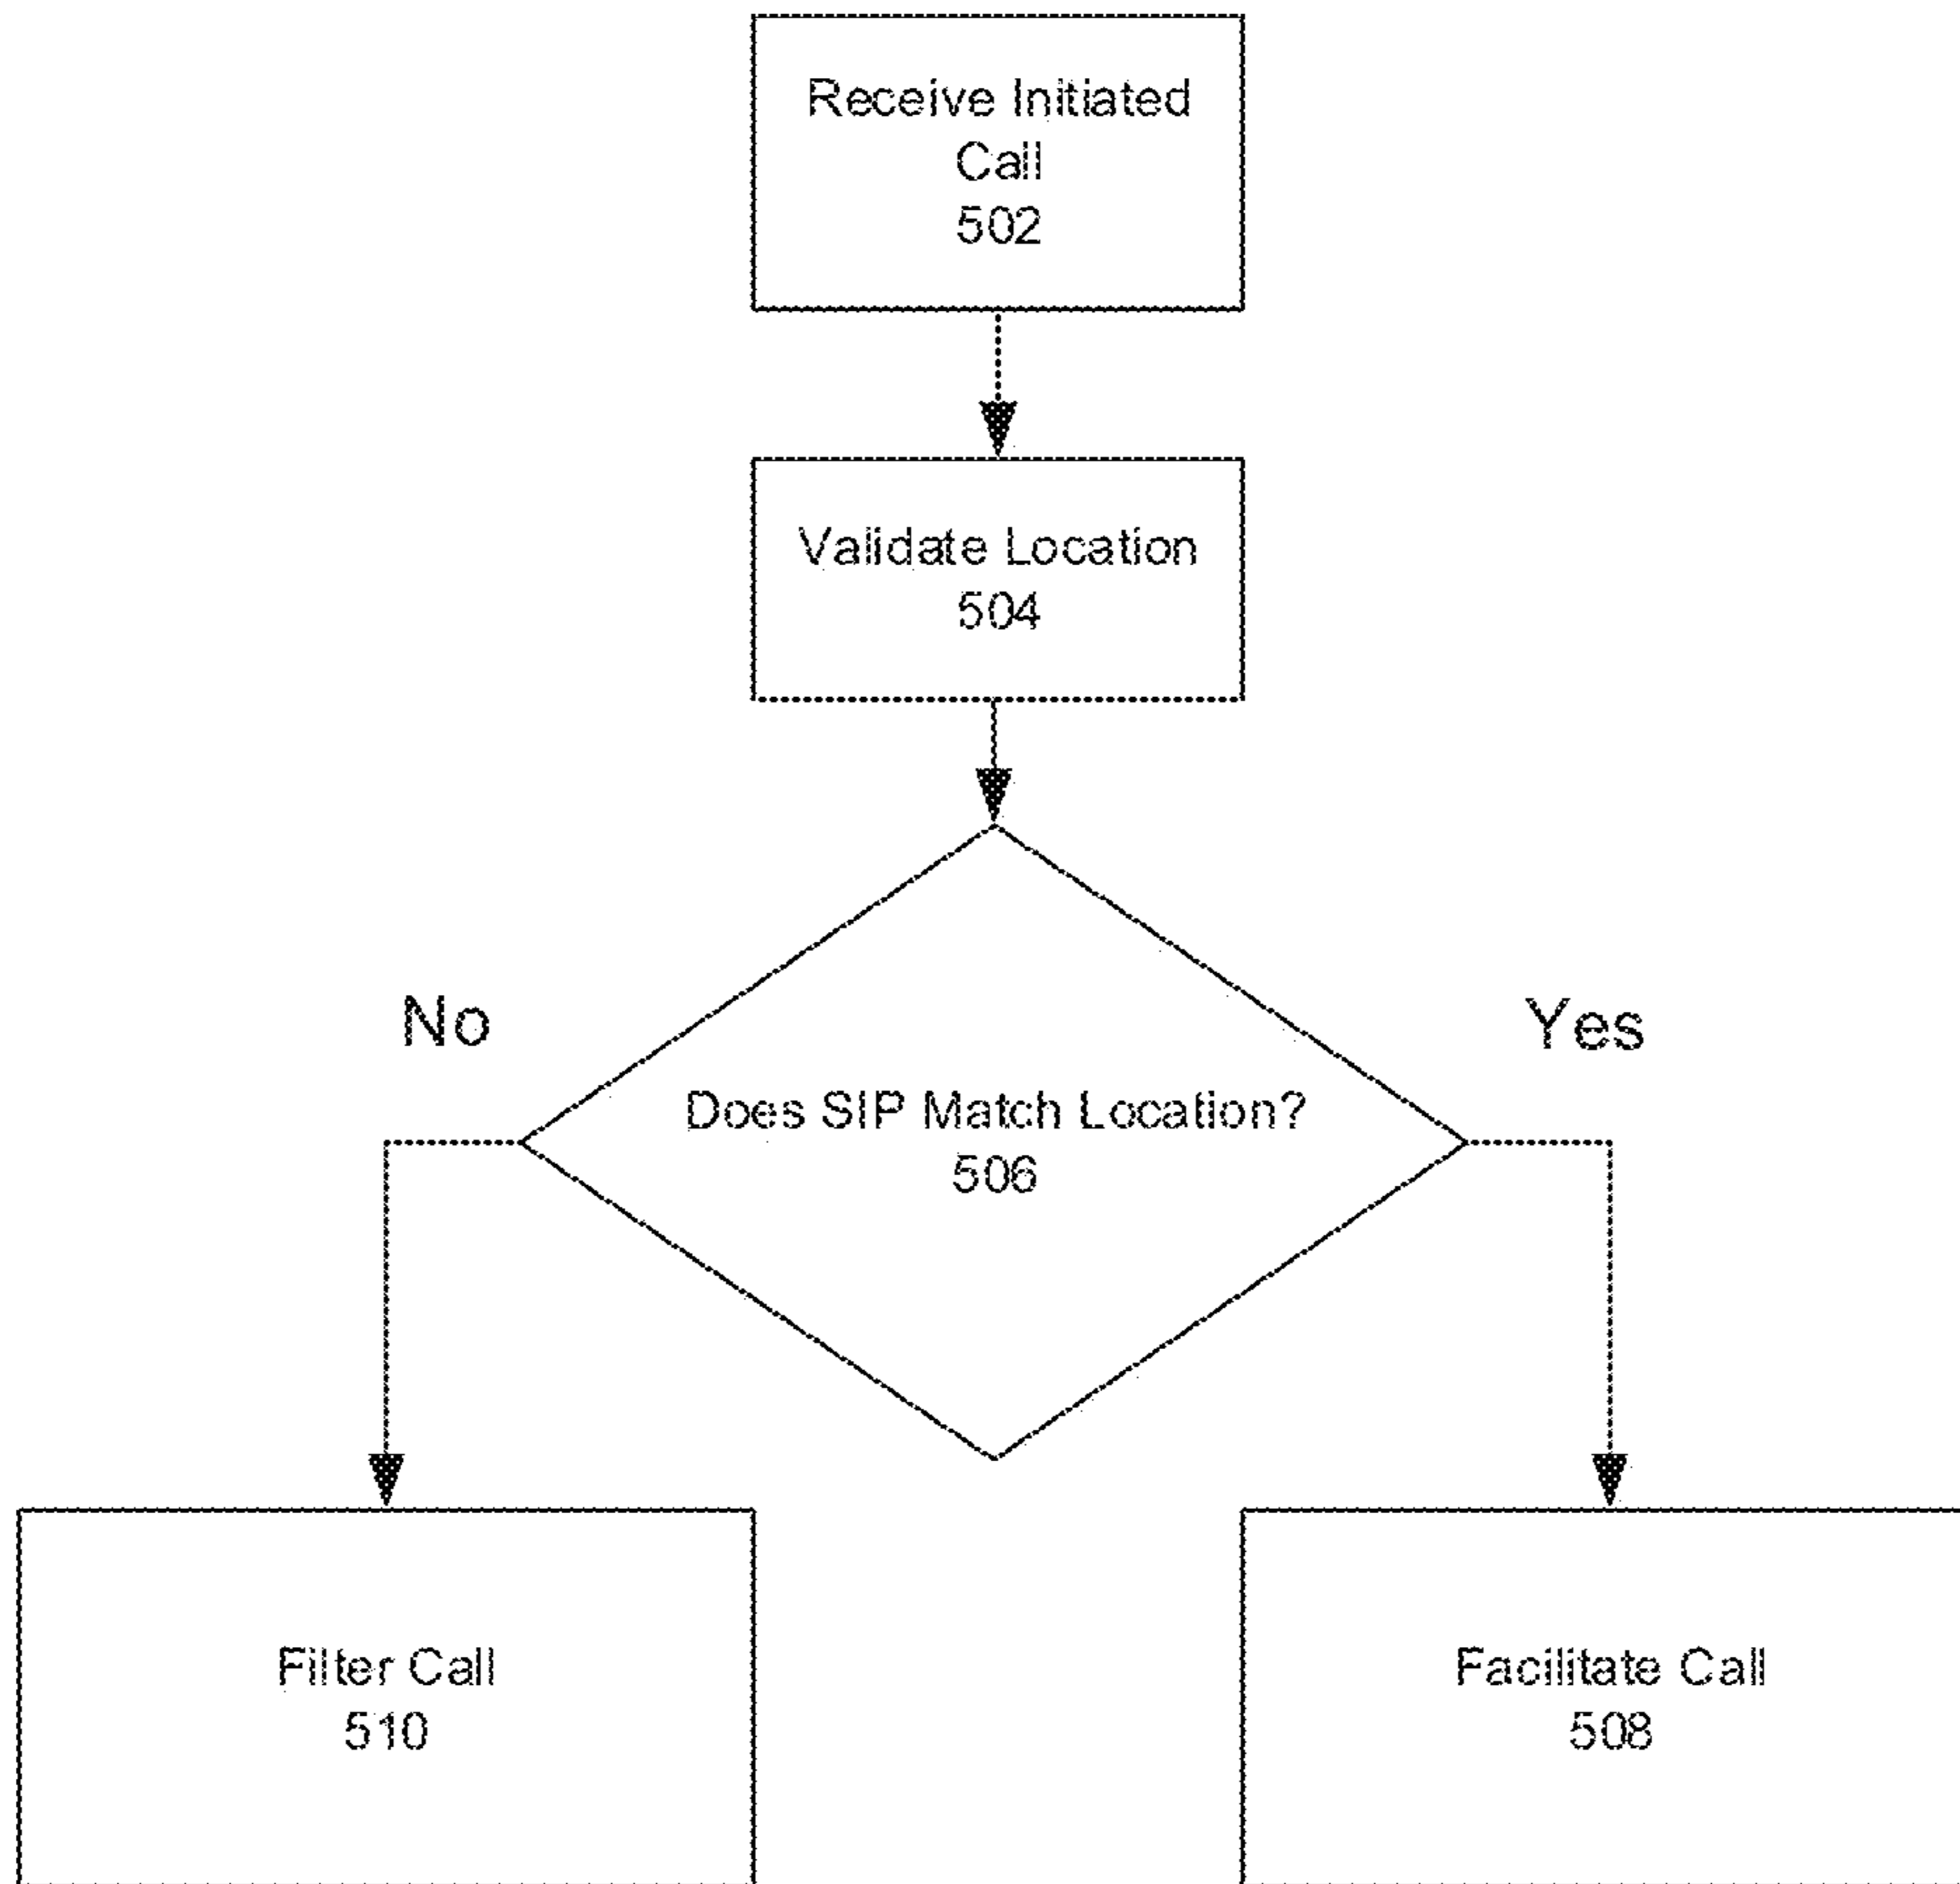 Receive Initiated
Call
502
Validate Location
504
No
Yes
Does SIP Match Location?
506
Filter Call
510
Facilitate Call
508